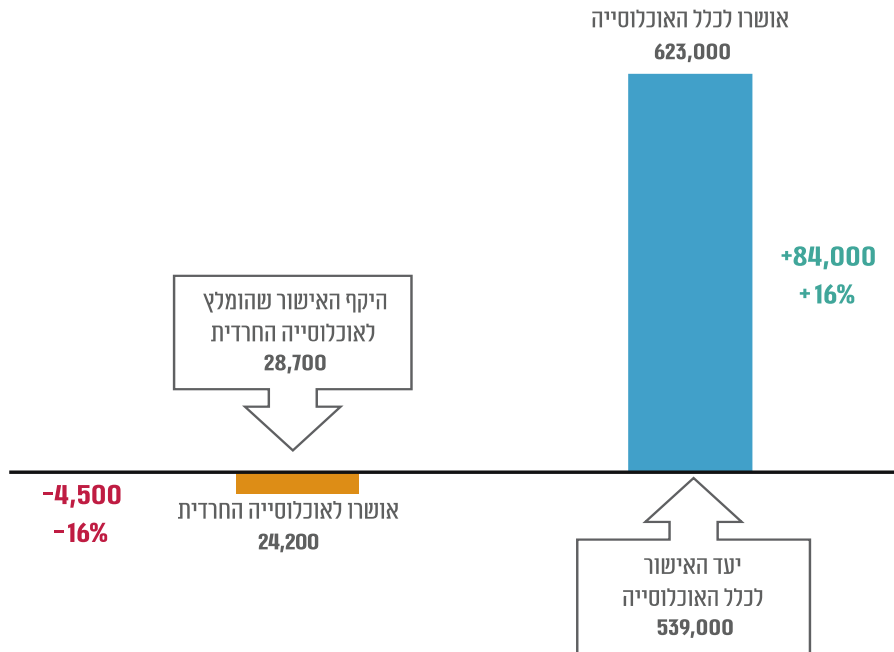 אושרו לכלל האוכלוסייה
623,000
+84,000
+16%
יעד האישור
לכלל האוכלוסייה
539,000
היקף האישור שהומלץ
לאוכלוסייה החרדית
28,700
אושרו לאוכלוסייה החרדית
24,200
-4,500
-16%